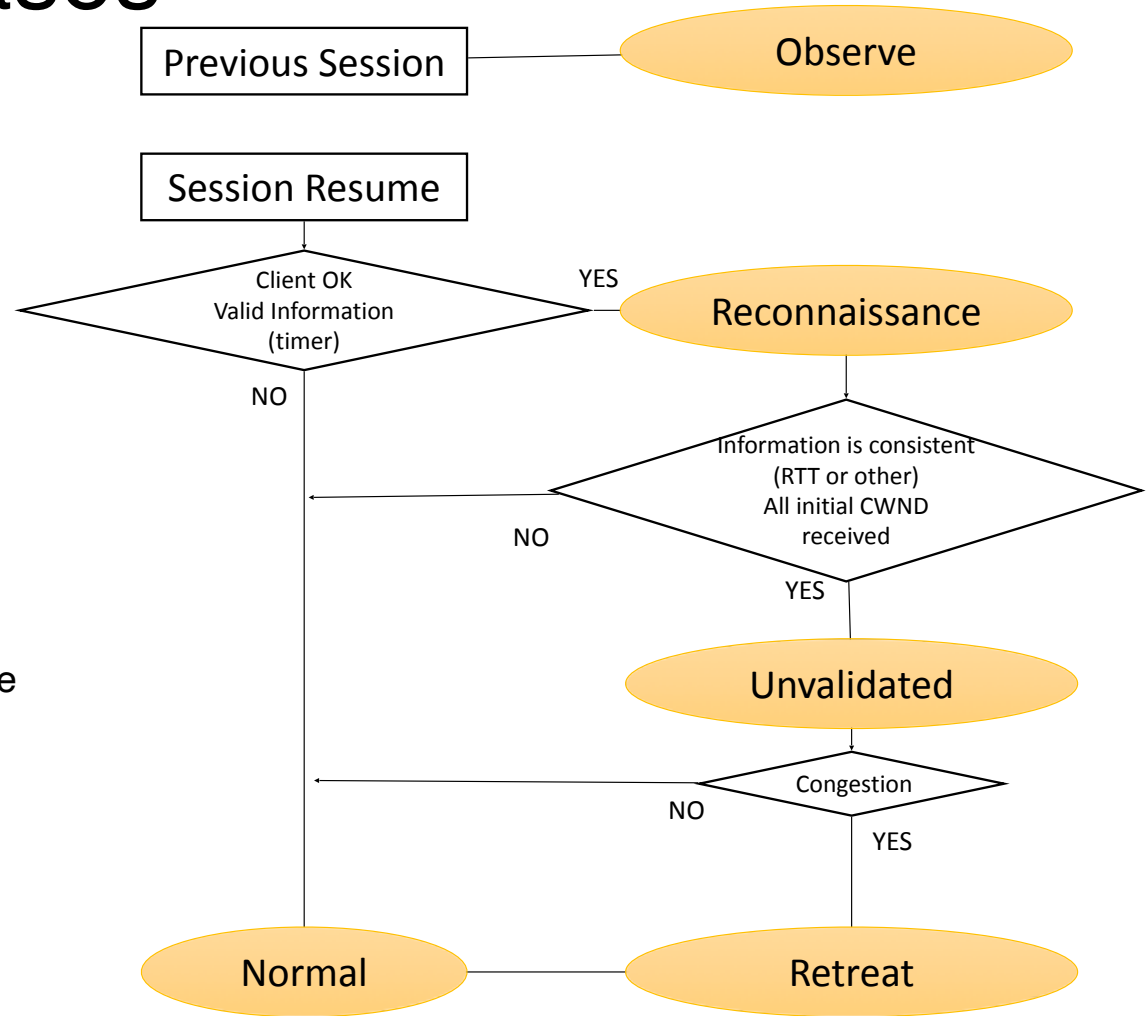 Previous Session
Observe
Session Resume
Client OK
Valid Information
(timer)
YES
Reconnaissance
NO
Information is consistent
(RTT or other)
All initial CWND
received
NO
YES
Unvalidated
Congestion
NO
YES
Normal
Retreat